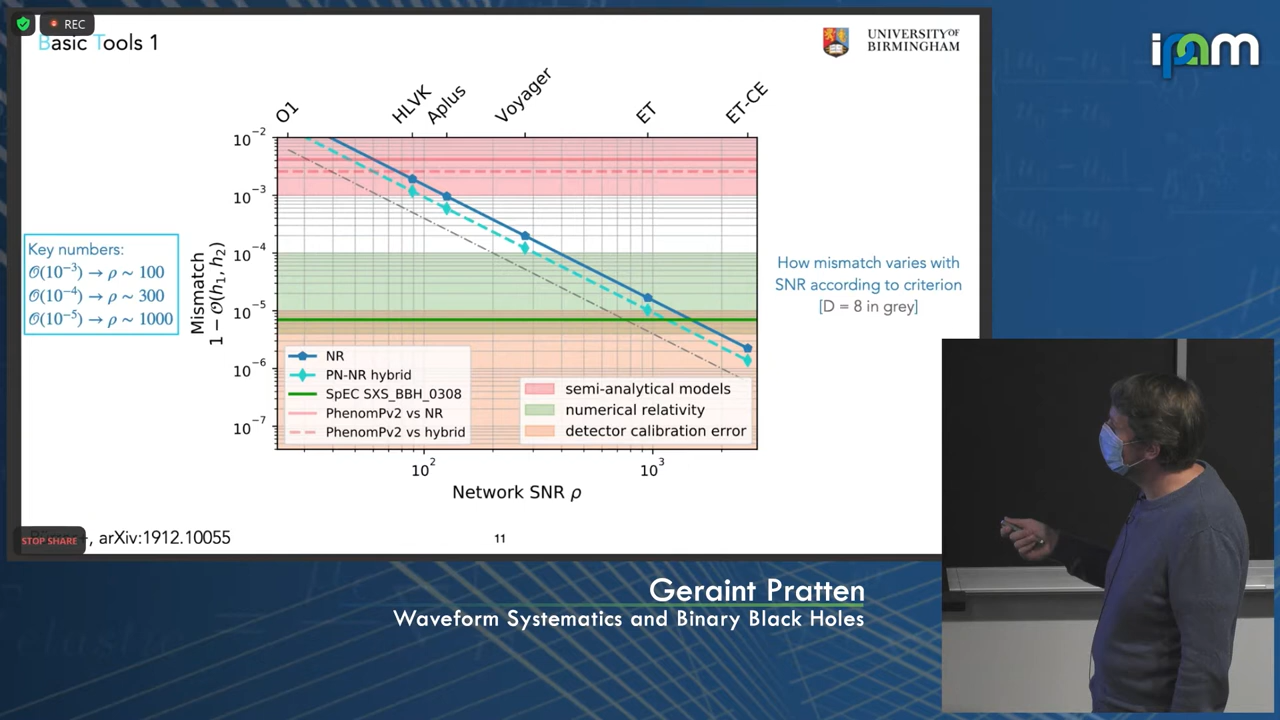 REC
Basic Tools 1
UNIVERSITY OF
BIRMINGHAM
ipam
O1
HLVK
Aplus
Voyager
ET
ET-CE
10⁻²
10⁻³
10⁻⁴
10⁻⁵
10⁻⁶
10⁻⁷
Mismatch
1 − 𝒪(h₁, h₂)
Key numbers:
𝒪(10⁻³) → ρ ~ 100
𝒪(10⁻⁴) → ρ ~ 300
𝒪(10⁻⁵) → ρ ~ 1000
How mismatch varies with
SNR according to criterion
[D = 8 in grey]
NR
PN-NR hybrid
SpEC SXS_BBH_0308
PhenomPv2 vs NR
PhenomPv2 vs hybrid
semi-analytical models
numerical relativity
detector calibration error
10²
10³
Network SNR ρ
STOP SHARE
+, arXiv:1912.10055
11
Geraint Pratten
Waveform Systematics and Binary Black Holes